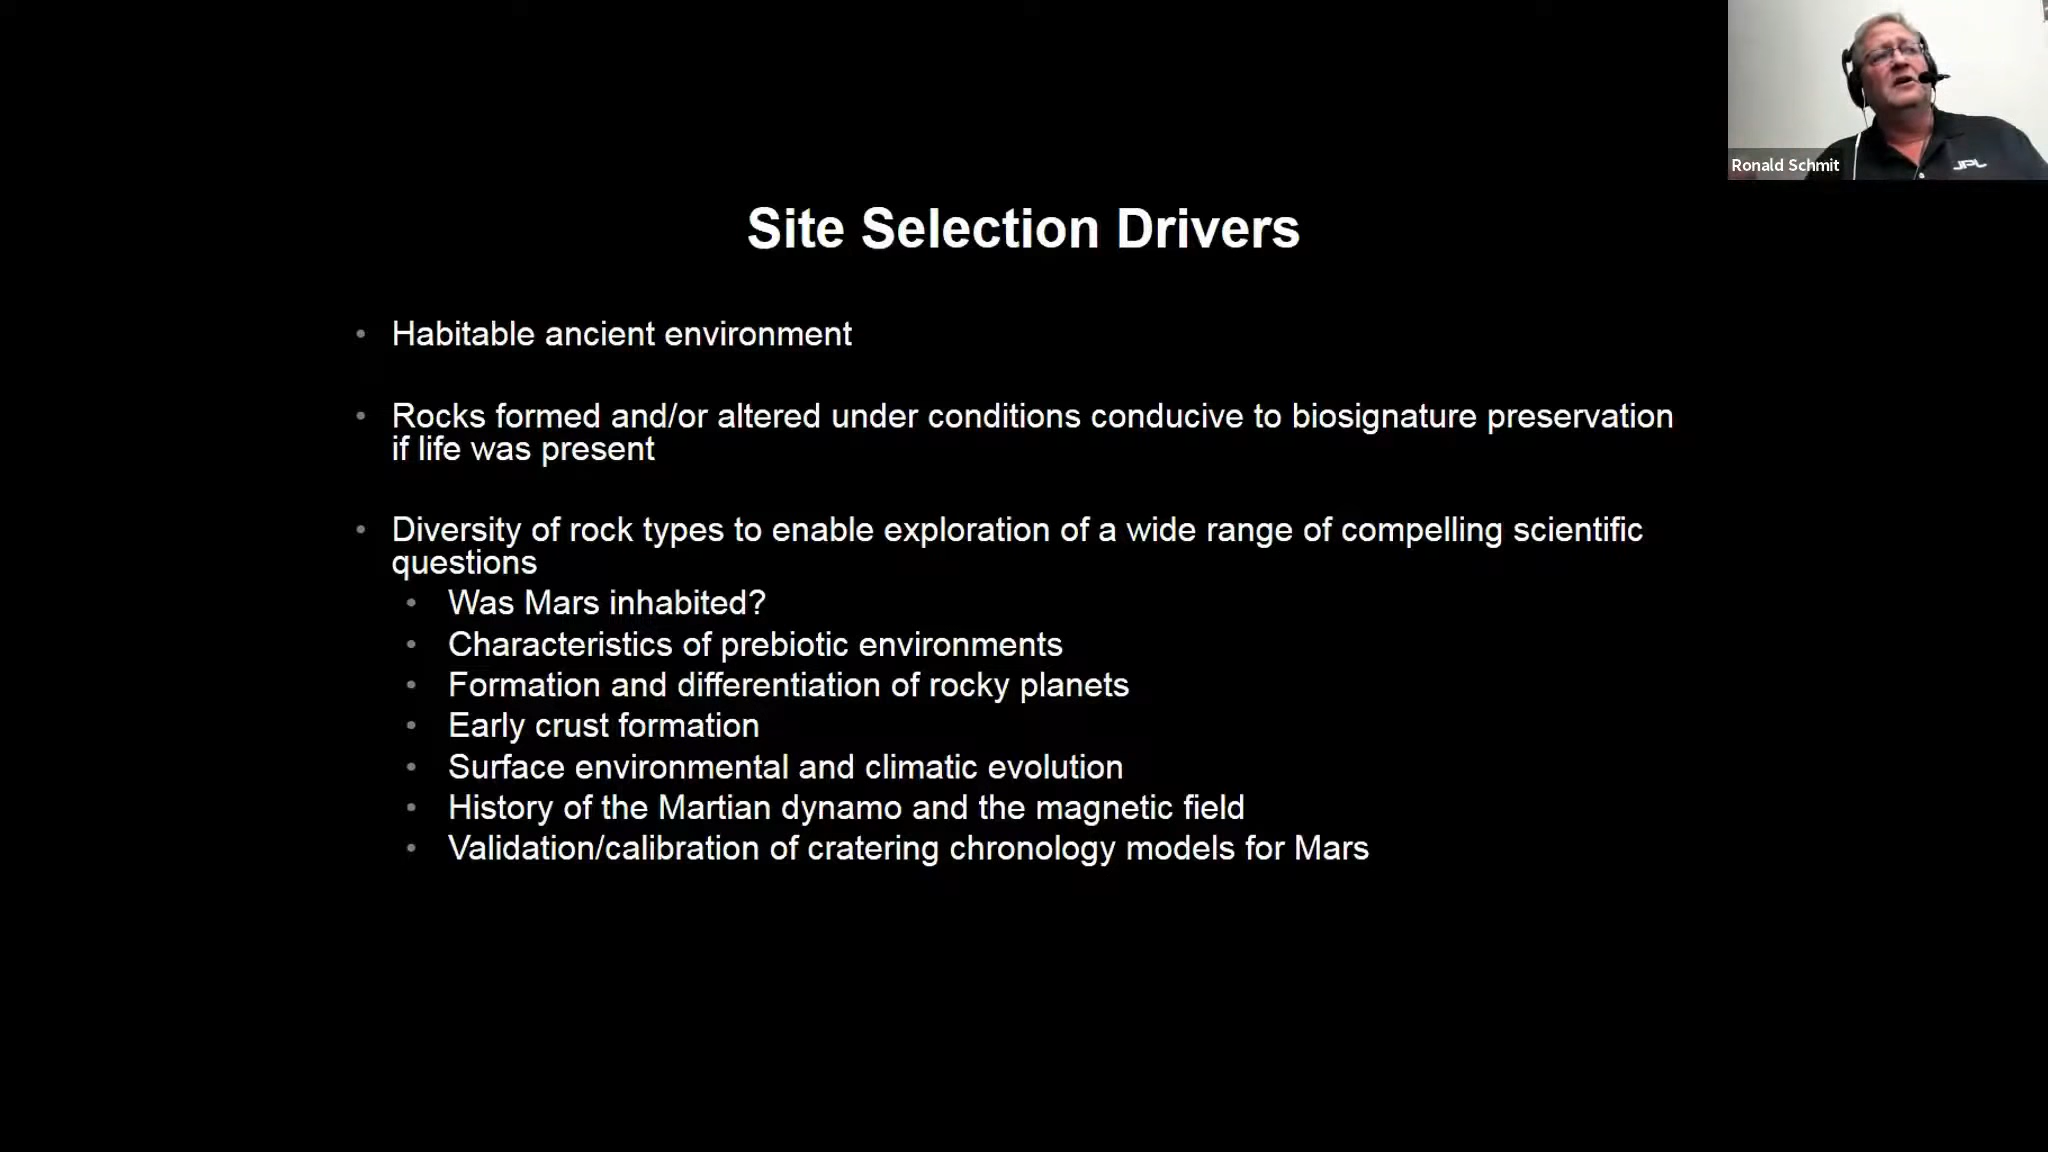 Site Selection Drivers
• Habitable ancient environment
• Rocks formed and/or altered under conditions conducive to biosignature preservation
if life was present
• Diversity of rock types to enable exploration of a wide range of compelling scientific
questions
• Was Mars inhabited?
• Characteristics of prebiotic environments
• Formation and differentiation of rocky planets
• Early crust formation
• Surface environmental and climatic evolution
• History of the Martian dynamo and the magnetic field
• Validation/calibration of cratering chronology models for Mars
Ronald Schmit
JPL